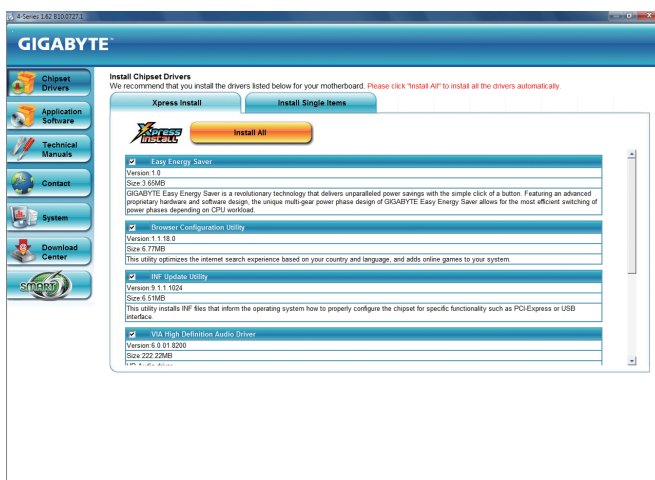 4-Series 1.62 B10.0727.1
GIGABYTE™
Chipset
Drivers
Application
Software
Technical
Manuals
Contact
System
Download
Center
SMART
Install Chipset Drivers
We recommend that you install the drivers listed below for your motherboard. Please click "Install All" to install all the drivers automatically.
Xpress Install
Install Single Items
Xpress
INSTALL
Install All
Easy Energy Saver
Version:1.0
Size:3.65MB
GIGABYTE Easy Energy Saver is a revolutionary technology that delivers unparalleled power savings with the simple click of a button. Featuring an advanced
proprietary hardware and software design, the unique multi-gear power phase design of GIGABYTE Easy Energy Saver allows for the most efficient switching of
power phases depending on CPU workload.
Browser Configuration Utility
Version:1.1.18.0
Size:6.77MB
This utility optimizes the internet search experience based on your country and language, and adds online games to your system.
INF Update Utility
Version:9.1.1.1024
Size:6.51MB
This utility installs INF files that inform the operating system how to properly configure the chipset for specific functionality such as PCI-Express or USB
interface.
VIA High Definition Audio Driver
Version:6.0.01.8200
Size:222.22MB
HD Audio driver